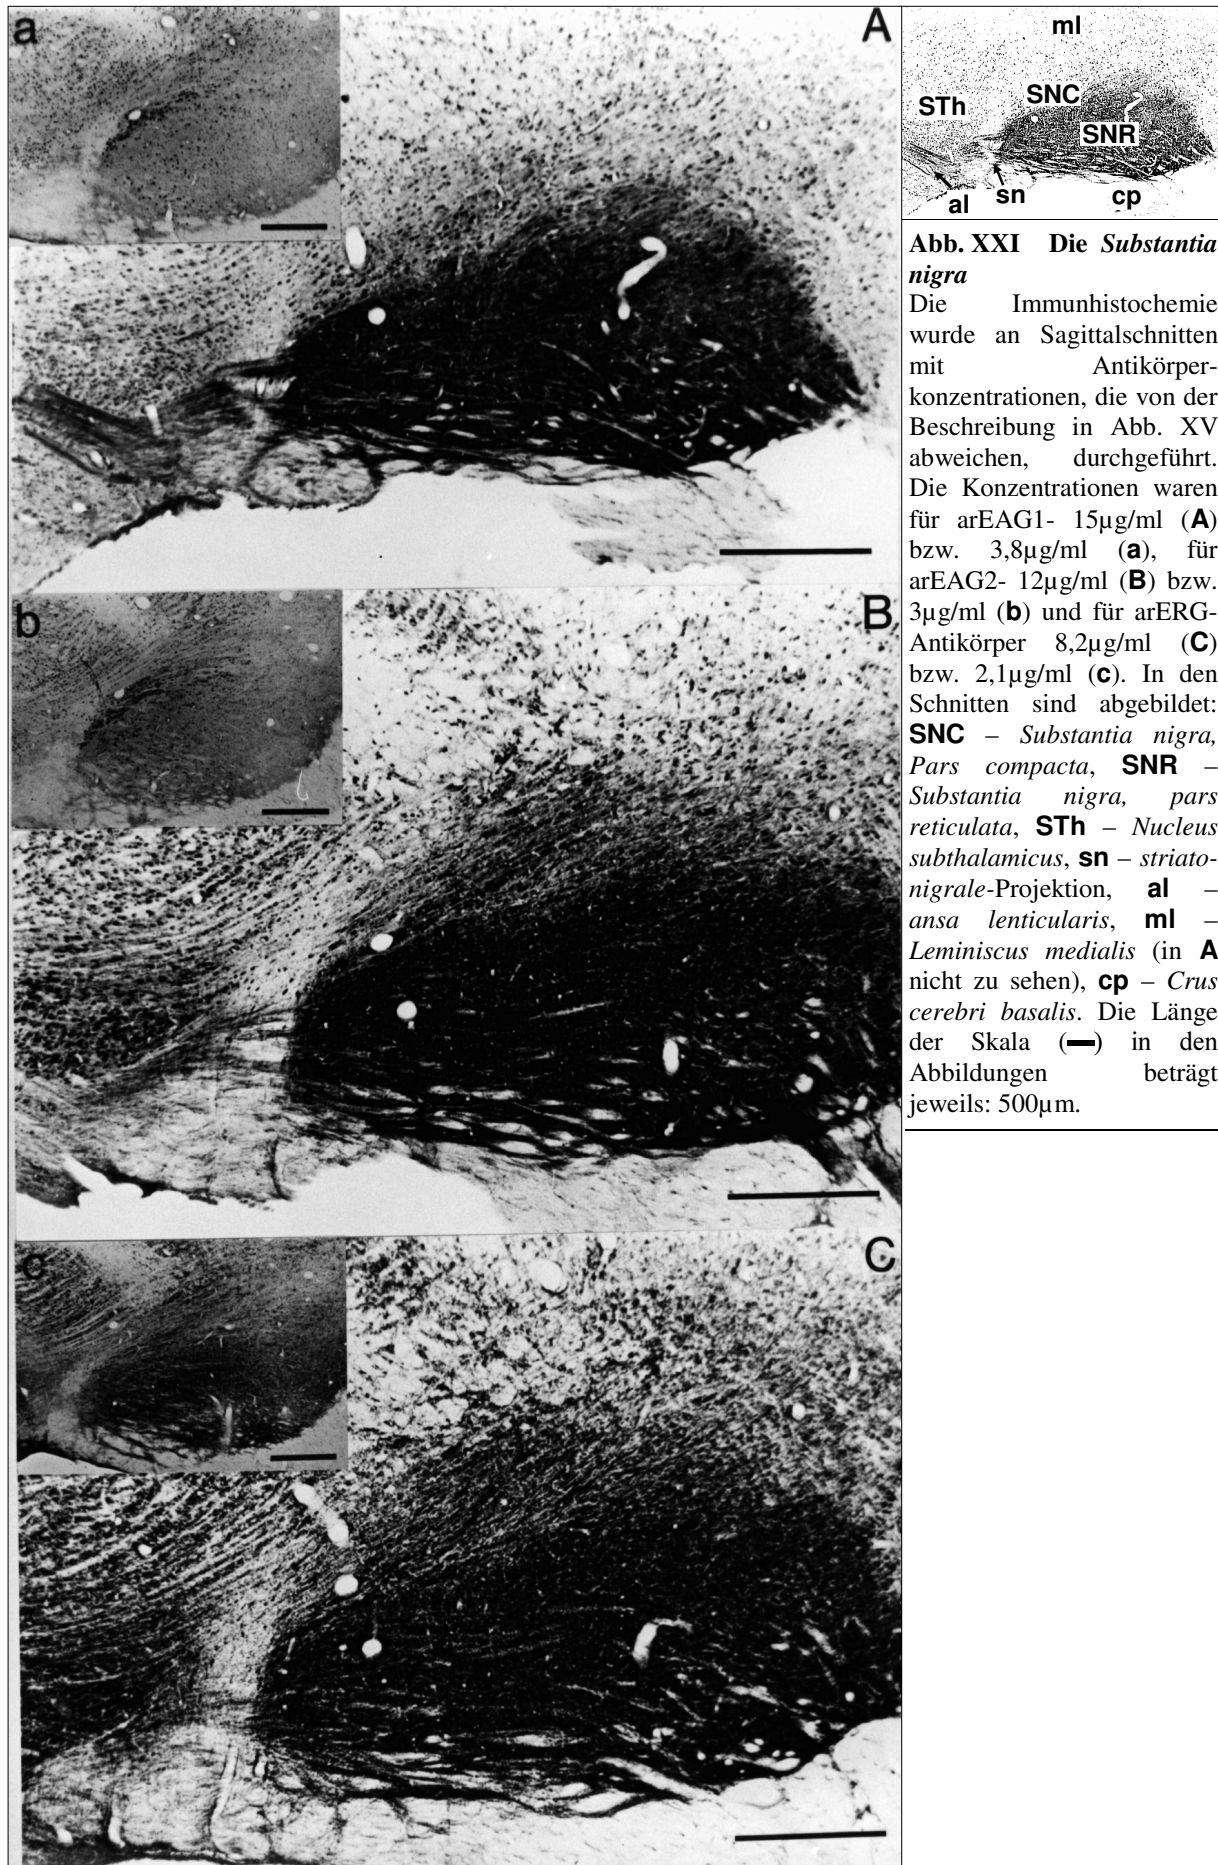 a
A
b
B
c
C
ml
STh
SNC
SNR
al
sn
cp
Abb. XXI Die Substantia
nigra
Die Immunhistochemie
wurde an Sagittalschnitten
mit Antikörper-
konzentrationen, die von der
Beschreibung in Abb. XV
abweichen, durchgeführt.
Die Konzentrationen waren
für arEAG1- 15µg/ml (A)
bzw. 3,8µg/ml (a), für
arEAG2- 12µg/ml (B) bzw.
3µg/ml (b) und für arERG-
Antikörper 8,2µg/ml (C)
bzw. 2,1µg/ml (c). In den
Schnitten sind abgebildet:
SNC – Substantia nigra,
Pars compacta, SNR –
Substantia nigra, pars
reticulata, STh – Nucleus
subthalamicus, sn – striato-
nigrale-Projektion, al –
ansa lenticularis, ml –
Leminiscus medialis (in A
nicht zu sehen), cp – Crus
cerebri basalis. Die Länge
der Skala (━) in den
Abbildungen beträgt
jeweils: 500µm.